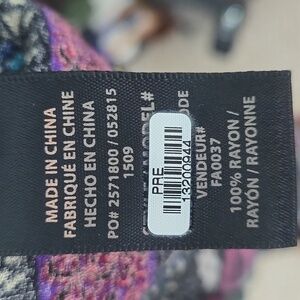 MADE IN CHINA
FABRIQUÉ EN CHINE
HECHO EN CHINA
PO# 2571800 / 052815
1509
PRE
13200944
VENDEUR#
FA0037
100% RAYON /
RAYÓN / RAYONNE